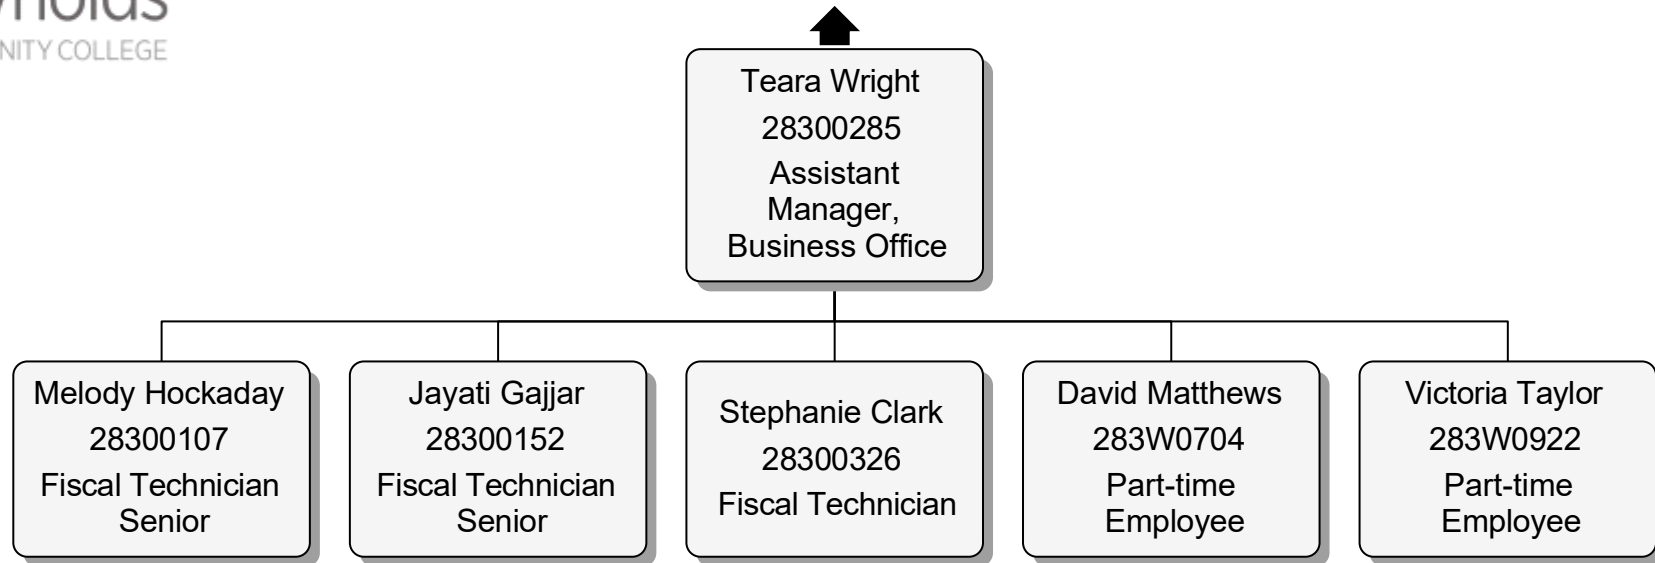 NITY COLLEGE
Teara Wright
28300285
Assistant
Manager,
Business Office
Melody Hockaday
28300107
Fiscal Technician
Senior
Jayati Gajjar
28300152
Fiscal Technician
Senior
Stephanie Clark
28300326
Fiscal Technician
David Matthews
283W0704
Part-time
Employee
Victoria Taylor
283W0922
Part-time
Employee